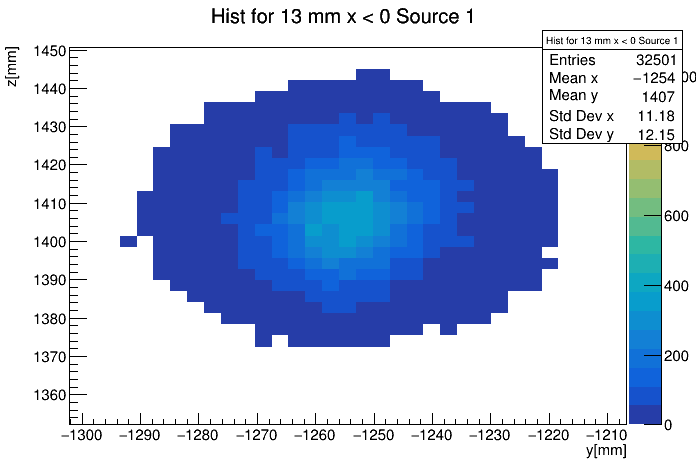 Hist for 13 mm x < 0 Source 1
z[mm]
1450
1440
1430
1420
1410
1400
1390
1380
1370
1360
Hist for 13 mm x < 0 Source 1
Entries 32501
Mean x −1254
Mean y 1407
Std Dev x 11.18
Std Dev y 12.15
00
800
600
400
200
0
−1300 −1290 −1280 −1270 −1260 −1250 −1240 −1230 −1220 −1210
y[mm]